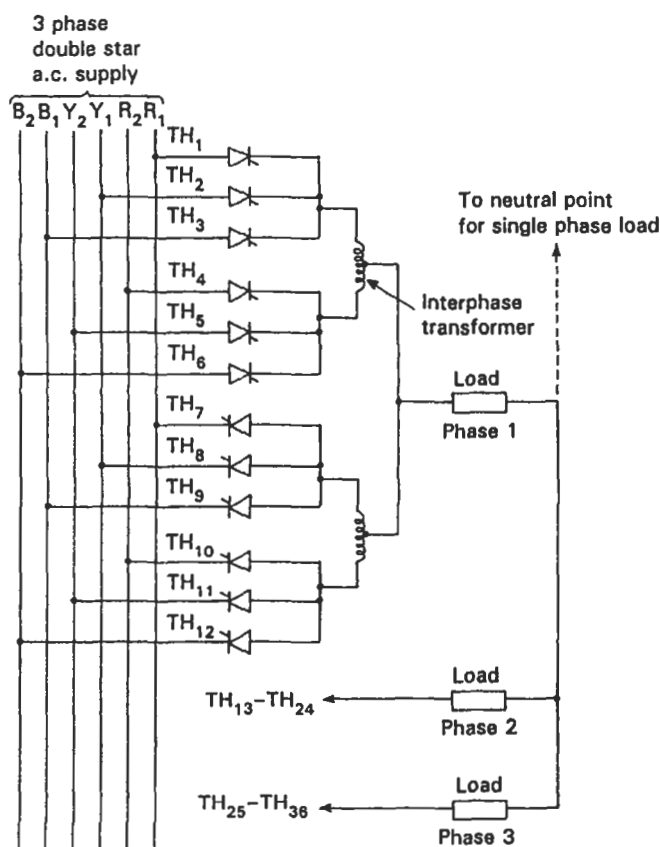 3 phase
double star
a.c. supply
B₂ B₁ Y₂ Y₁ R₂ R₁
TH₁
TH₂
TH₃
TH₄
TH₅
TH₆
TH₇
TH₈
TH₉
TH₁₀
TH₁₁
TH₁₂
To neutral point
for single phase load
Interphase
transformer
Load
Phase 1
TH₁₃–TH₂₄
Load
Phase 2
TH₂₅–TH₃₆
Load
Phase 3